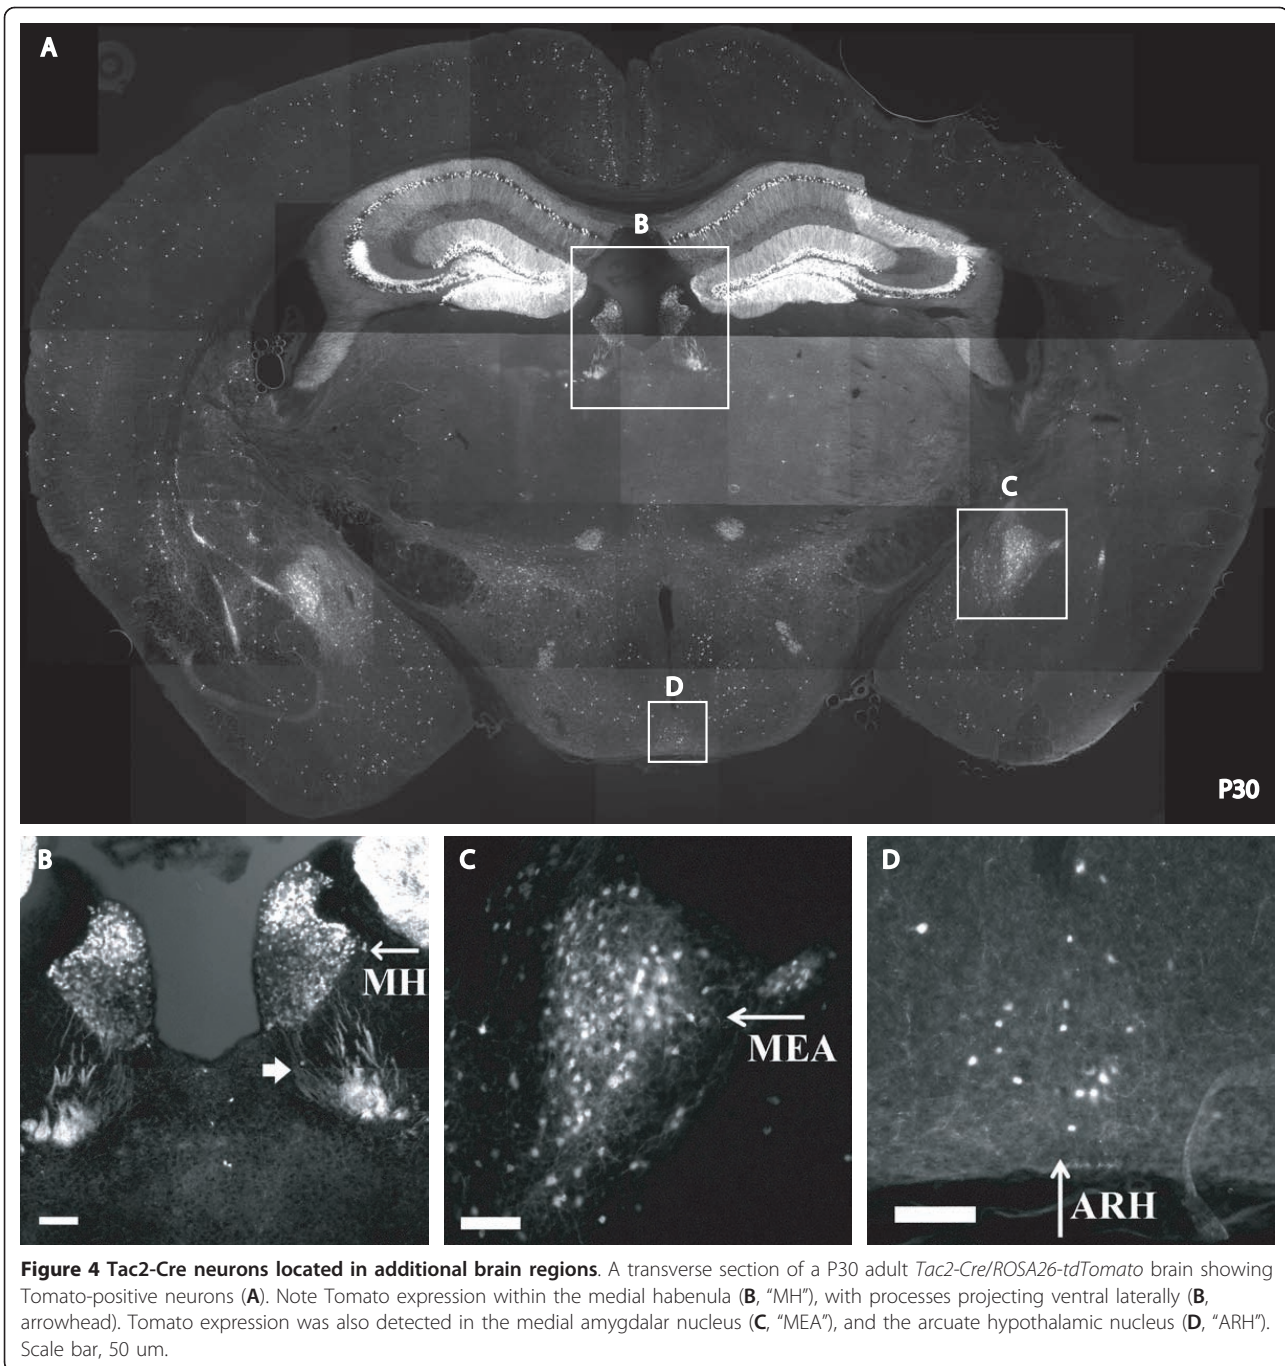 A
B
C
D
P30
B
MH
C
MEA
D
ARH
Figure 4 Tac2-Cre neurons located in additional brain regions. A transverse section of a P30 adult Tac2-Cre/ROSA26-tdTomato brain showing
Tomato-positive neurons (A). Note Tomato expression within the medial habenula (B, “MH”), with processes projecting ventral laterally (B,
arrowhead). Tomato expression was also detected in the medial amygdalar nucleus (C, “MEA”), and the arcuate hypothalamic nucleus (D, “ARH”).
Scale bar, 50 um.